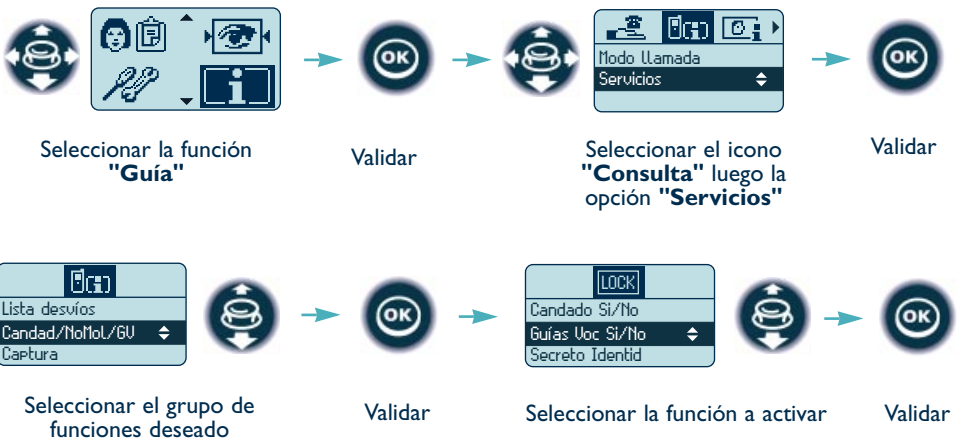 OK
Modo llamada
Servicios
OK
Seleccionar la función
"Guía"
Validar
Seleccionar el icono
"Consulta" luego la
opción "Servicios"
Validar
Lista desvíos
Candad/NoMol/GV
Captura
OK
LOCK
Candado Si/No
Guías Voc Si/No
Secreto Identid
OK
Seleccionar el grupo de
funciones deseado
Validar
Seleccionar la función a activar
Validar